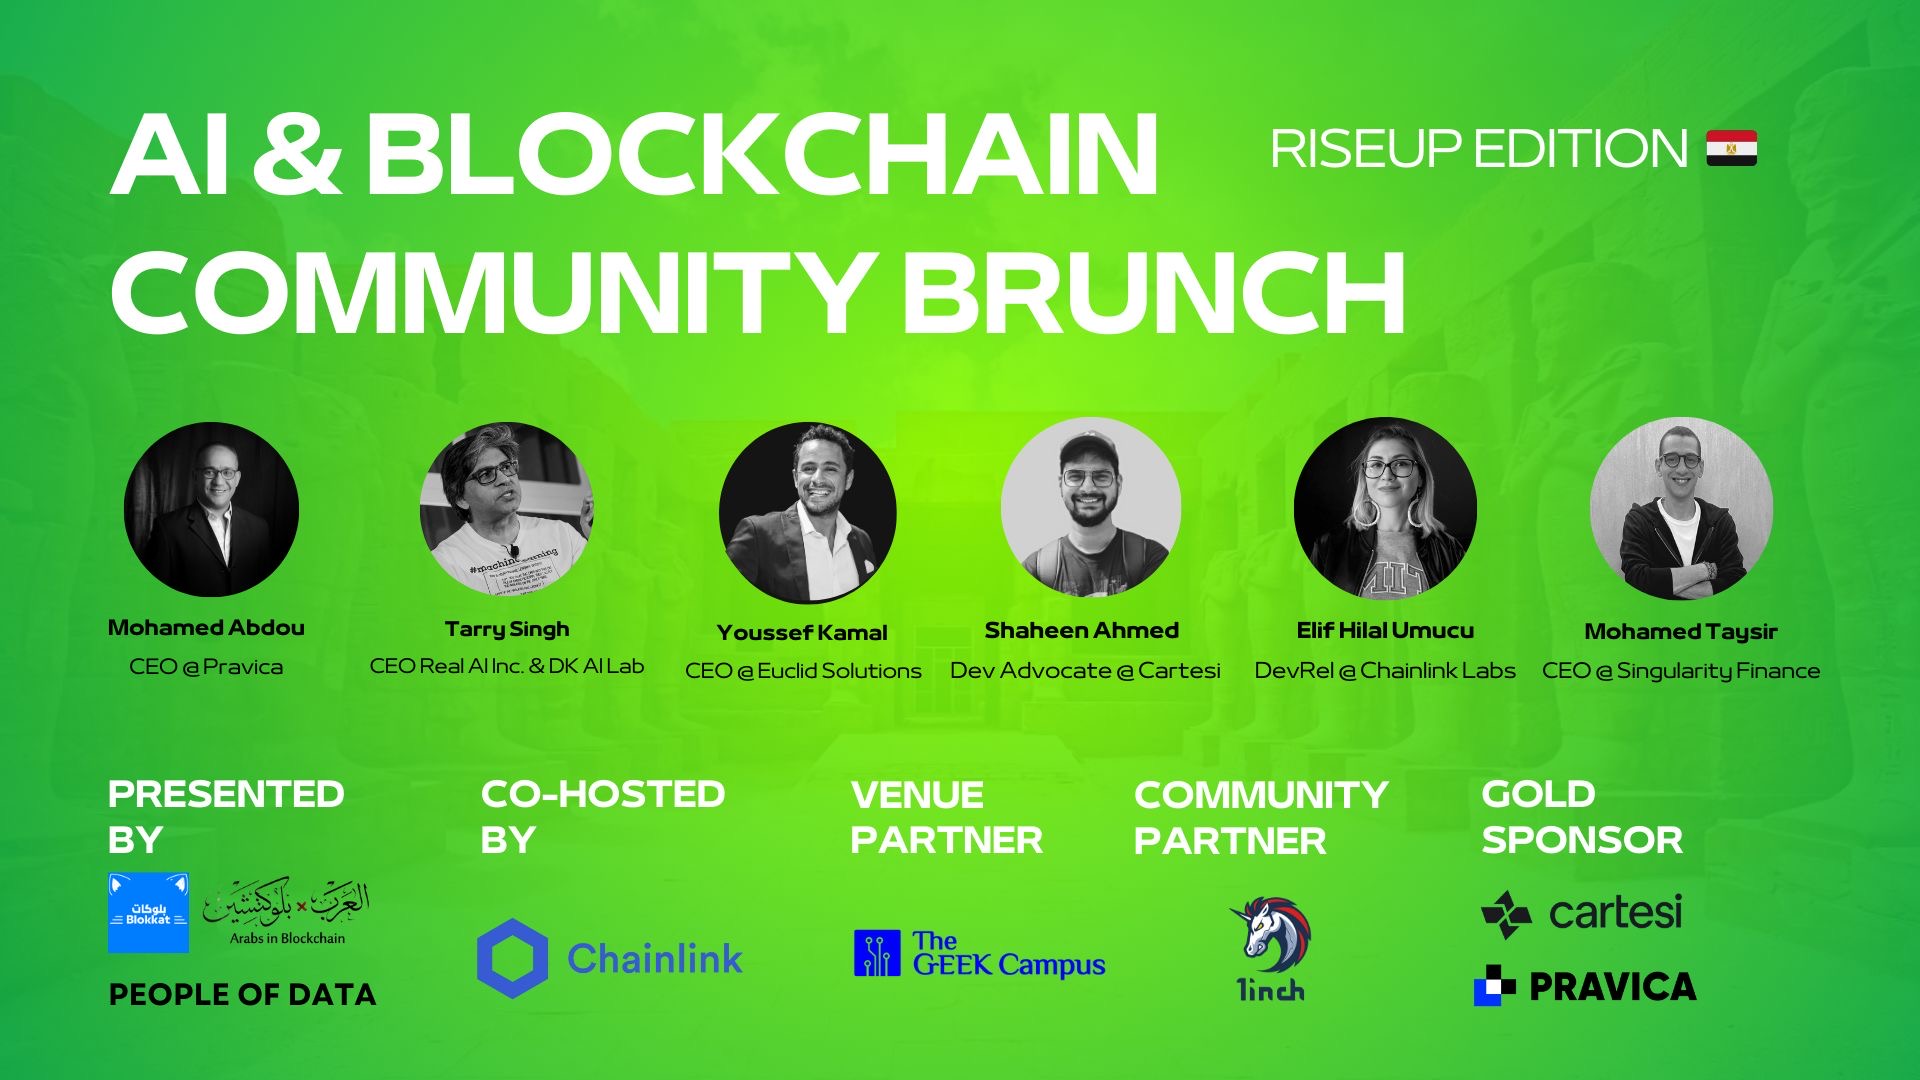 AI & BLOCKCHAIN
RISEUP EDITION
COMMUNITY BRUNCH
#machinelearning
MIT
Mohamed Abdou
CEO @ Pravica
Tarry Singh
CEO Real AI Inc. & DK AI Lab
Youssef Kamal
CEO @ Euclid Solutions
Shaheen Ahmed
Dev Advocate @ Cartesi
Elif Hilal Umucu
DevRel @ Chainlink Labs
Mohamed Taysir
CEO @ Singularity Finance
PRESENTED
BY
بلوكات
Blokkat
العرب × بلوكتشين
Arabs in Blockchain
PEOPLE OF DATA
CO-HOSTED
BY
Chainlink
VENUE
PARTNER
The
GEEK Campus
COMMUNITY
PARTNER
1inch
GOLD
SPONSOR
cartesi
PRAVICA